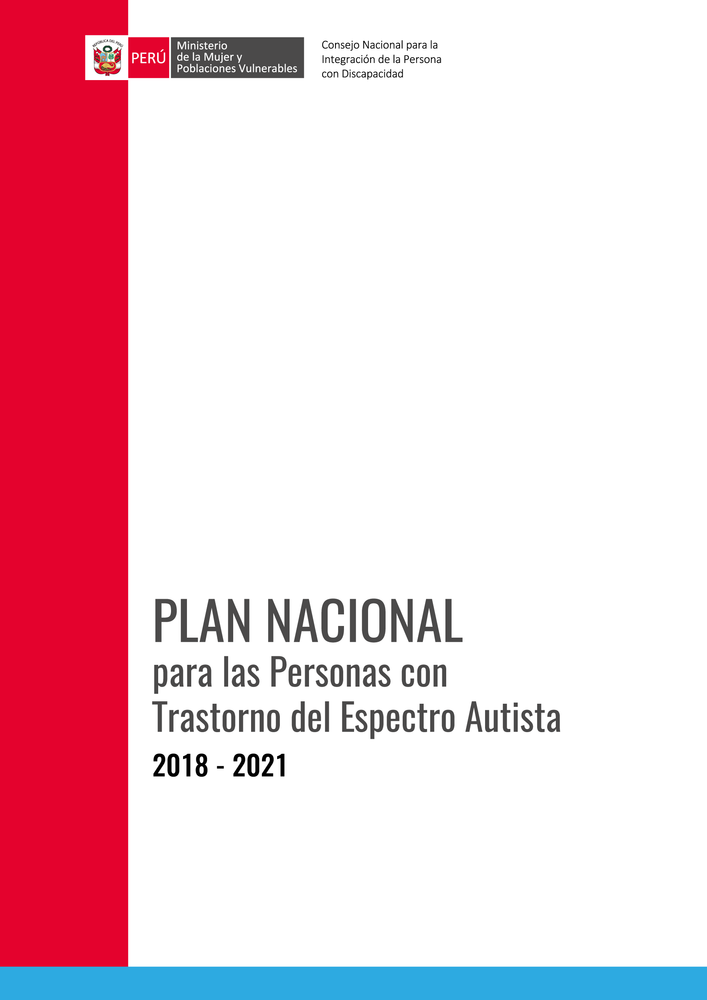 REPÚBLICA DEL PERÚ
PERÚ
Ministerio
de la Mujer y
Poblaciones Vulnerables
Consejo Nacional para la
Integración de la Persona
con Discapacidad
PLAN NACIONAL
para las Personas con
Trastorno del Espectro Autista
2018 - 2021